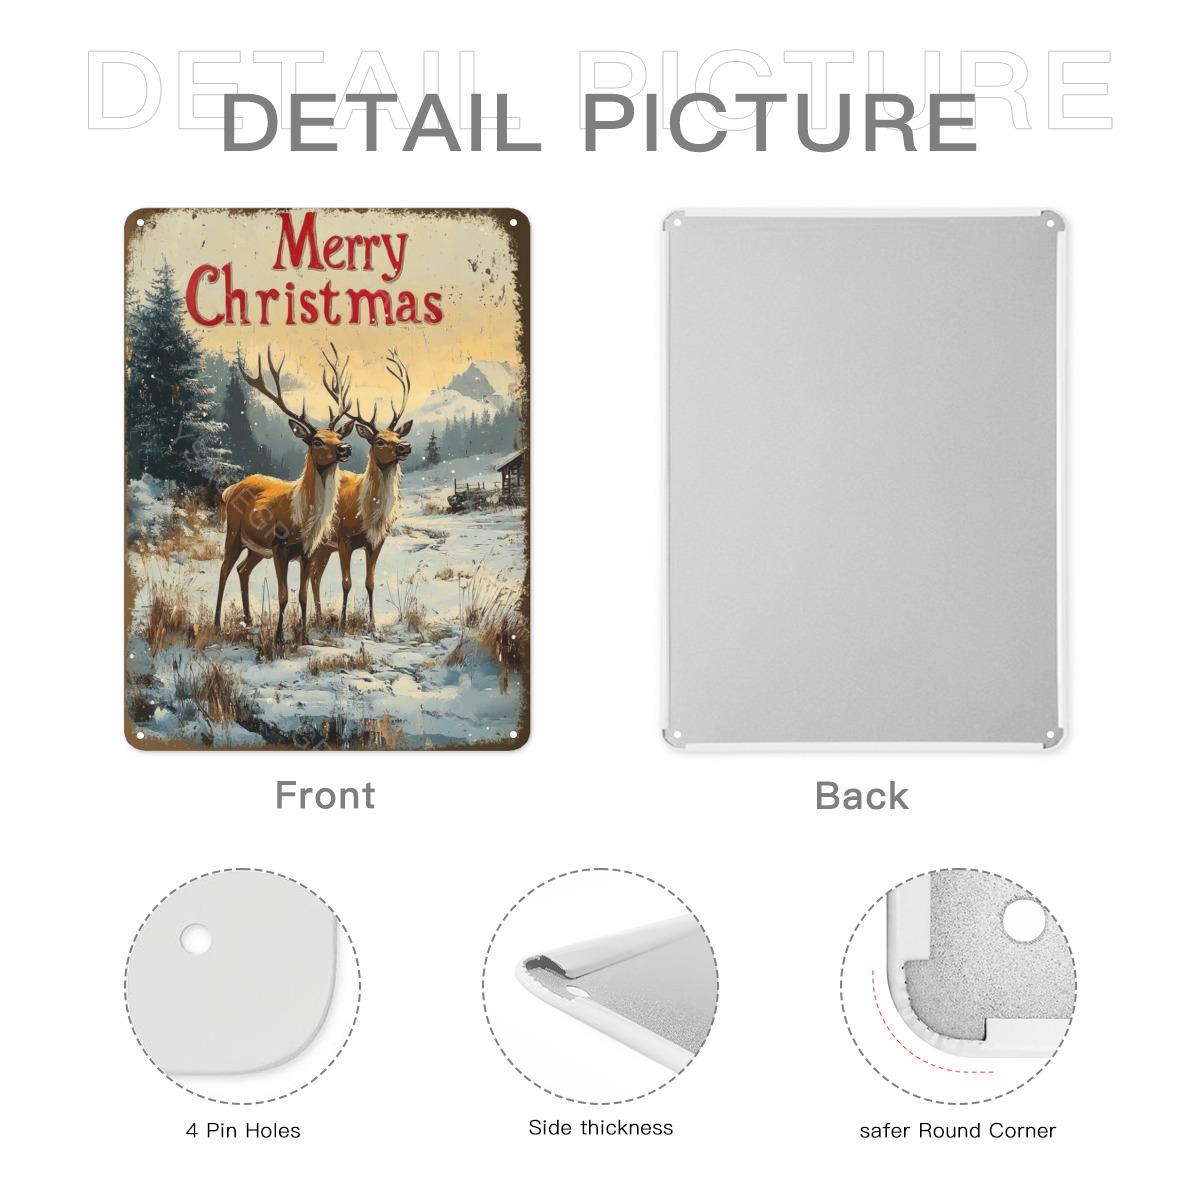 DETAIL PICTURE
DETAIL PICTURE
Merry
Christmas
Front
Back
4 Pin Holes
Side thickness
safer Round Corner